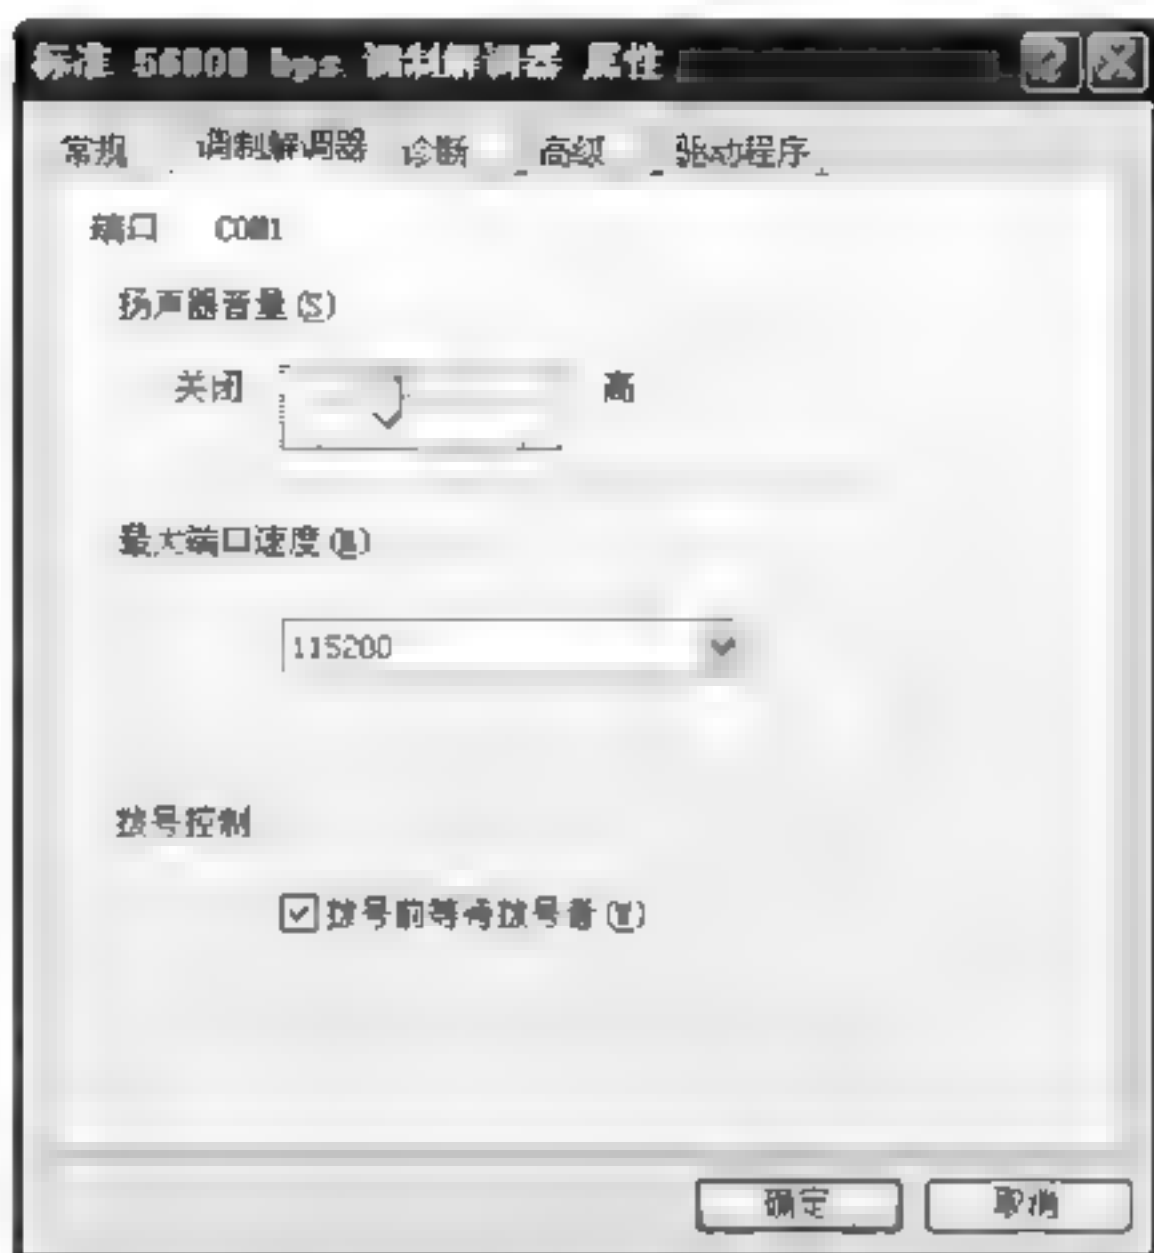 标准 56000 bps 调制解调器 属性
常规 调制解调器 诊断 高级 驱动程序
端口 COM1
扬声器音量(S)
关闭 高
最大端口速度(M)
115200
拨号控制
拨号前等待拨号音(W)
确定 取消